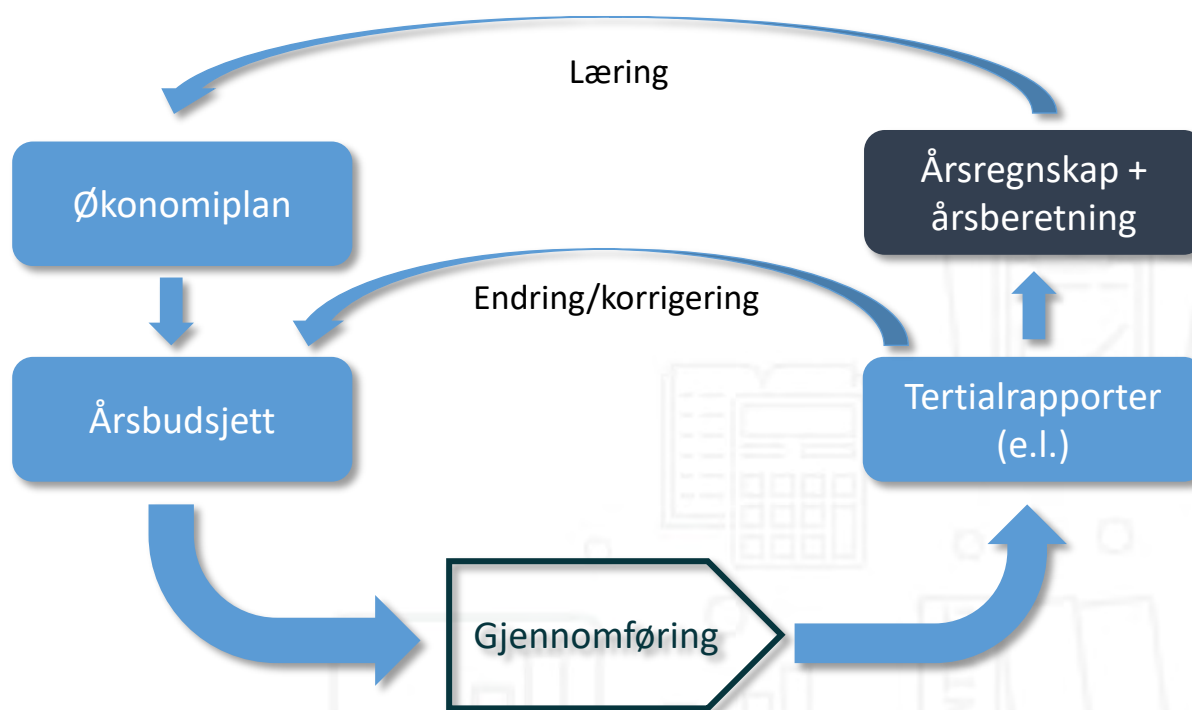 Læring
Økonomiplan
Årsregnskap +
årsberetning
Endring/korrigering
Årsbudsjett
Tertialrapporter
(e.l.)
Gjennomføring